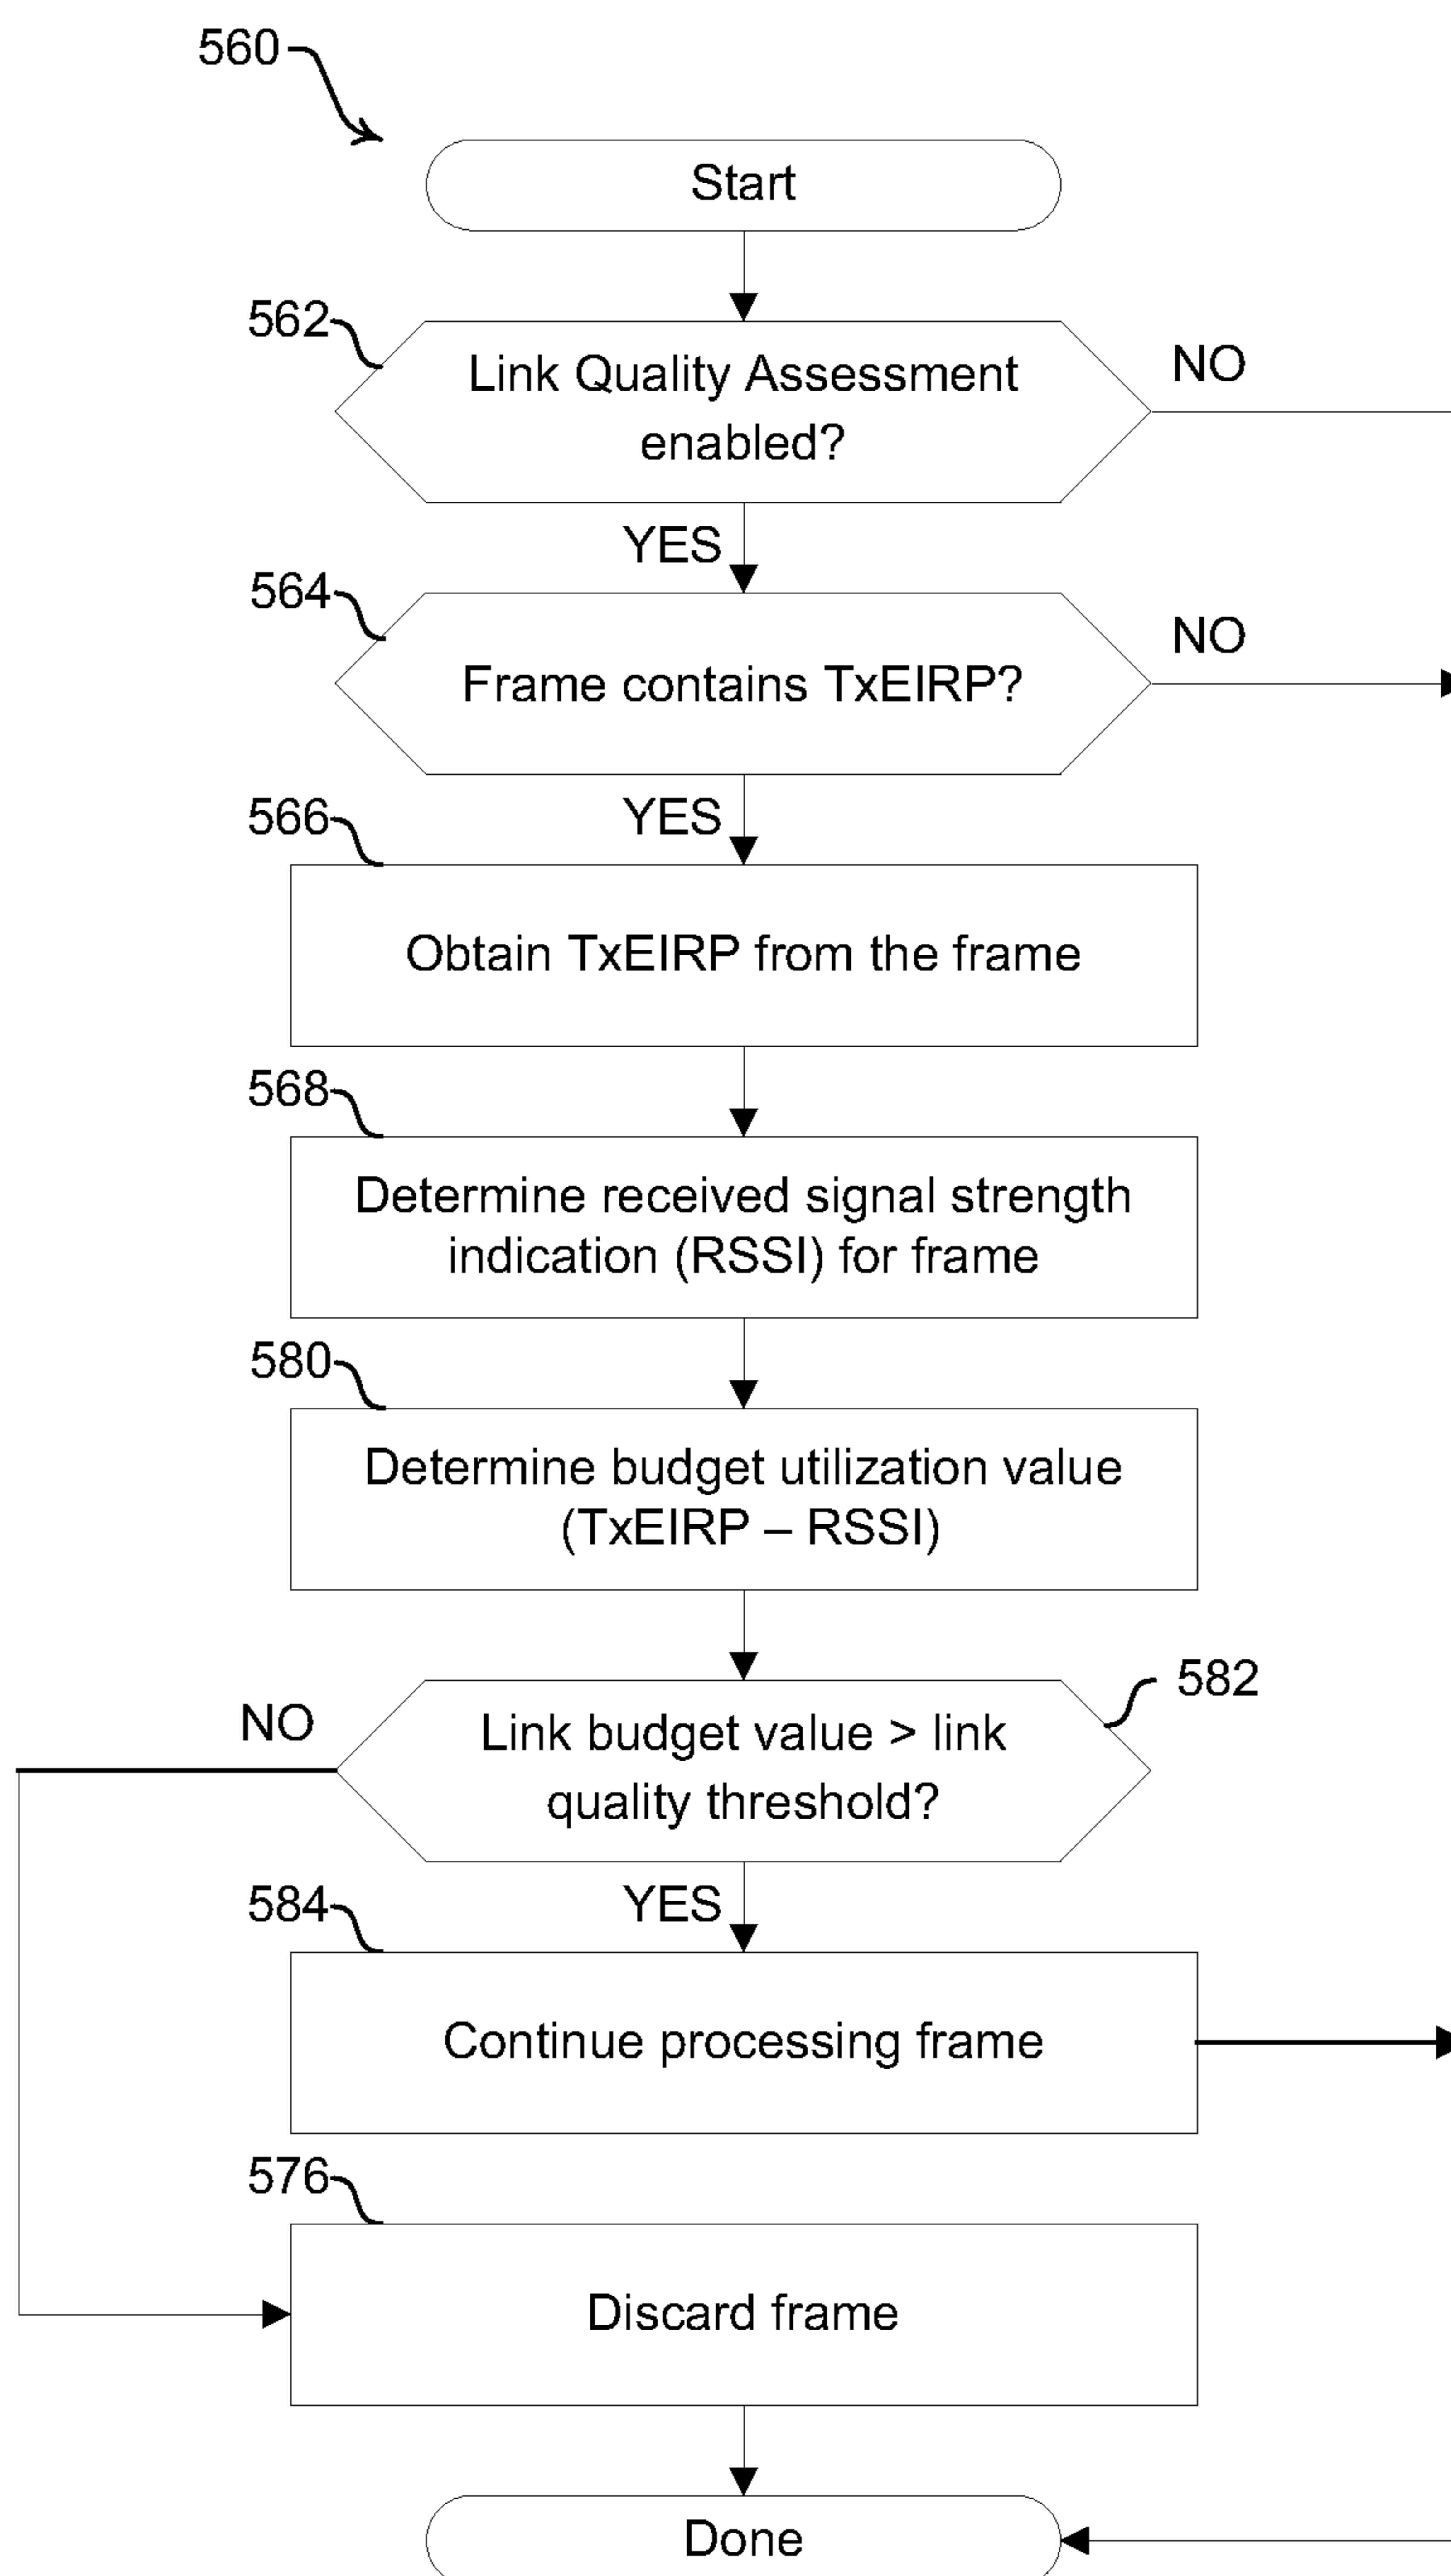 560
Start
562
Link Quality Assessment
enabled?
NO
YES
564
Frame contains TxEIRP?
NO
YES
566
Obtain TxEIRP from the frame
568
Determine received signal strength
indication (RSSI) for frame
580
Determine budget utilization value
(TxEIRP – RSSI)
582
NO
Link budget value > link
quality threshold?
YES
584
Continue processing frame
576
Discard frame
Done